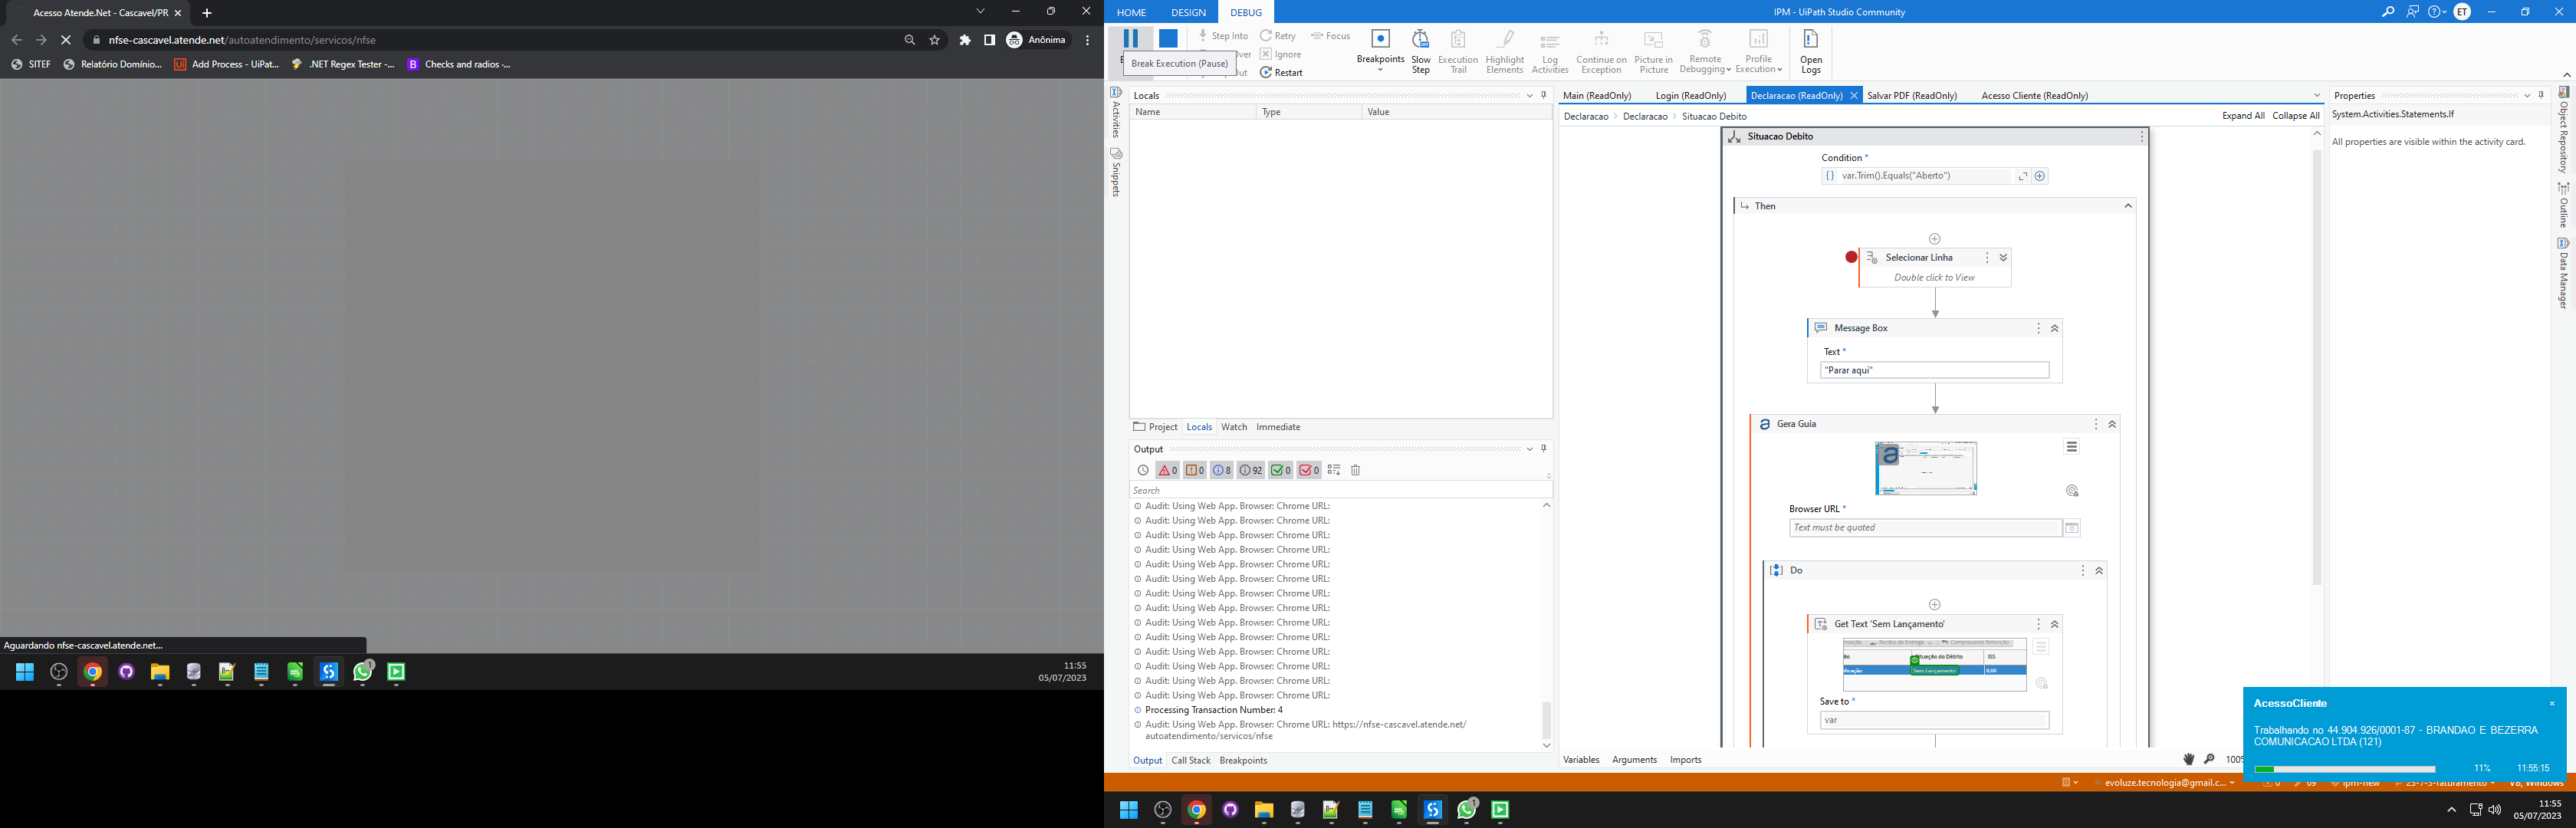 Acesso Atende.Net - Cascavel/PR
nfse-cascavel.atende.net/autoatendimento/servicos/nfse
Anônima
SITEF
Relatório Domínio...
Add Process - UiPat...
.NET Regex Tester -...
Checks and radios -...
Aguardando nfse-cascavel.atende.net...
1
11:55
05/07/2023
HOME DESIGN DEBUG
IPM - UiPath Studio Community
ET
Step Into Retry Focus
Ignore
Restart
Break Execution (Pause)
Breakpoints
Slow Step
Execution Trail
Highlight Elements
Log Activities
Continue on Exception
Picture in Picture
Remote Debugging
Profile Execution
Open Logs
Activities
Snippets
Locals
Name Type Value
Project Locals Watch Immediate
Output
0 0 8 92 0 0
Search
Audit: Using Web App. Browser: Chrome URL:
Audit: Using Web App. Browser: Chrome URL:
Audit: Using Web App. Browser: Chrome URL:
Audit: Using Web App. Browser: Chrome URL:
Audit: Using Web App. Browser: Chrome URL:
Audit: Using Web App. Browser: Chrome URL:
Audit: Using Web App. Browser: Chrome URL:
Audit: Using Web App. Browser: Chrome URL:
Audit: Using Web App. Browser: Chrome URL:
Audit: Using Web App. Browser: Chrome URL:
Audit: Using Web App. Browser: Chrome URL:
Audit: Using Web App. Browser: Chrome URL:
Audit: Using Web App. Browser: Chrome URL:
Audit: Using Web App. Browser: Chrome URL:
Processing Transaction Number: 4
Audit: Using Web App. Browser: Chrome URL: https://nfse-cascavel.atende.net/
autoatendimento/servicos/nfse
Output Call Stack Breakpoints
Main (ReadOnly) Login (ReadOnly) Declaracao (ReadOnly) Salvar PDF (ReadOnly) Acesso Cliente (ReadOnly)
Declaracao Declaracao Situacao Debito
Expand All Collapse All
Situacao Debito
Condition *
var.Trim().Equals("Aberto")
Then
Selecionar Linha
Double click to View
Message Box
Text *
"Parar aqui"
Gera Guia
Browser URL *
Text must be quoted
Do
Get Text 'Sem Lançamento'
Situação do Débito ISS
Sem Lançamento 0,00
Save to *
var
Variables Arguments Imports
100%
Properties
System.Activities.Statements.If
All properties are visible within the activity card.
Object Repository
Outline
Data Manager
AcessoCliente
Trabalhando no 44.904.926/0001-87 - BRANDAO E BEZERRA
COMUNICACAO LTDA (121)
11% 11:55:15
evoluze.tecnologia@gmail.c...
1
11:55
05/07/2023